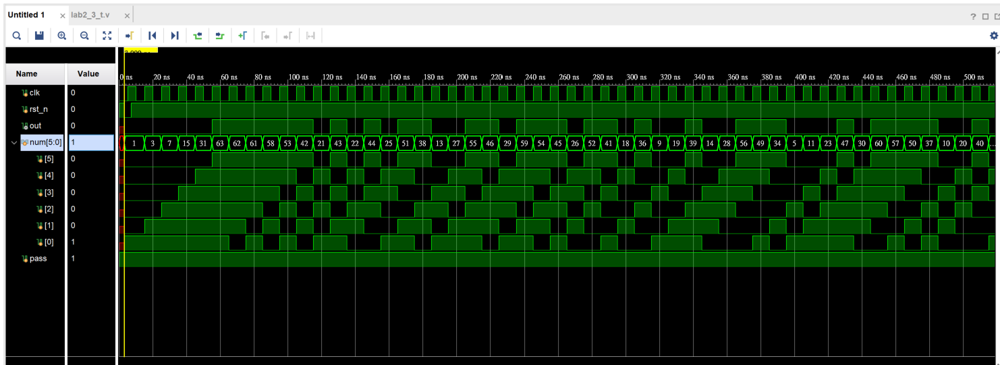 Untitled 1 × lab2_3_t.v ×
?
Name Value
0 ns 20 ns 40 ns 60 ns 80 ns 100 ns 120 ns 140 ns 160 ns 180 ns 200 ns 220 ns 240 ns 260 ns 280 ns 300 ns 320 ns 340 ns 360 ns 380 ns 400 ns 420 ns 440 ns 460 ns 480 ns 500 ns
clk 0
rst_n 0
out 0
num[5:0] 1 1 3 7 15 31 63 62 61 58 53 42 21 43 22 44 25 51 38 13 27 55 46 29 59 54 45 26 52 41 18 36 9 19 39 14 28 56 49 34 5 11 23 47 30 60 57 50 37 10 20 40 ...
[5] 0
[4] 0
[3] 0
[2] 0
[1] 0
[0] 1
pass 1